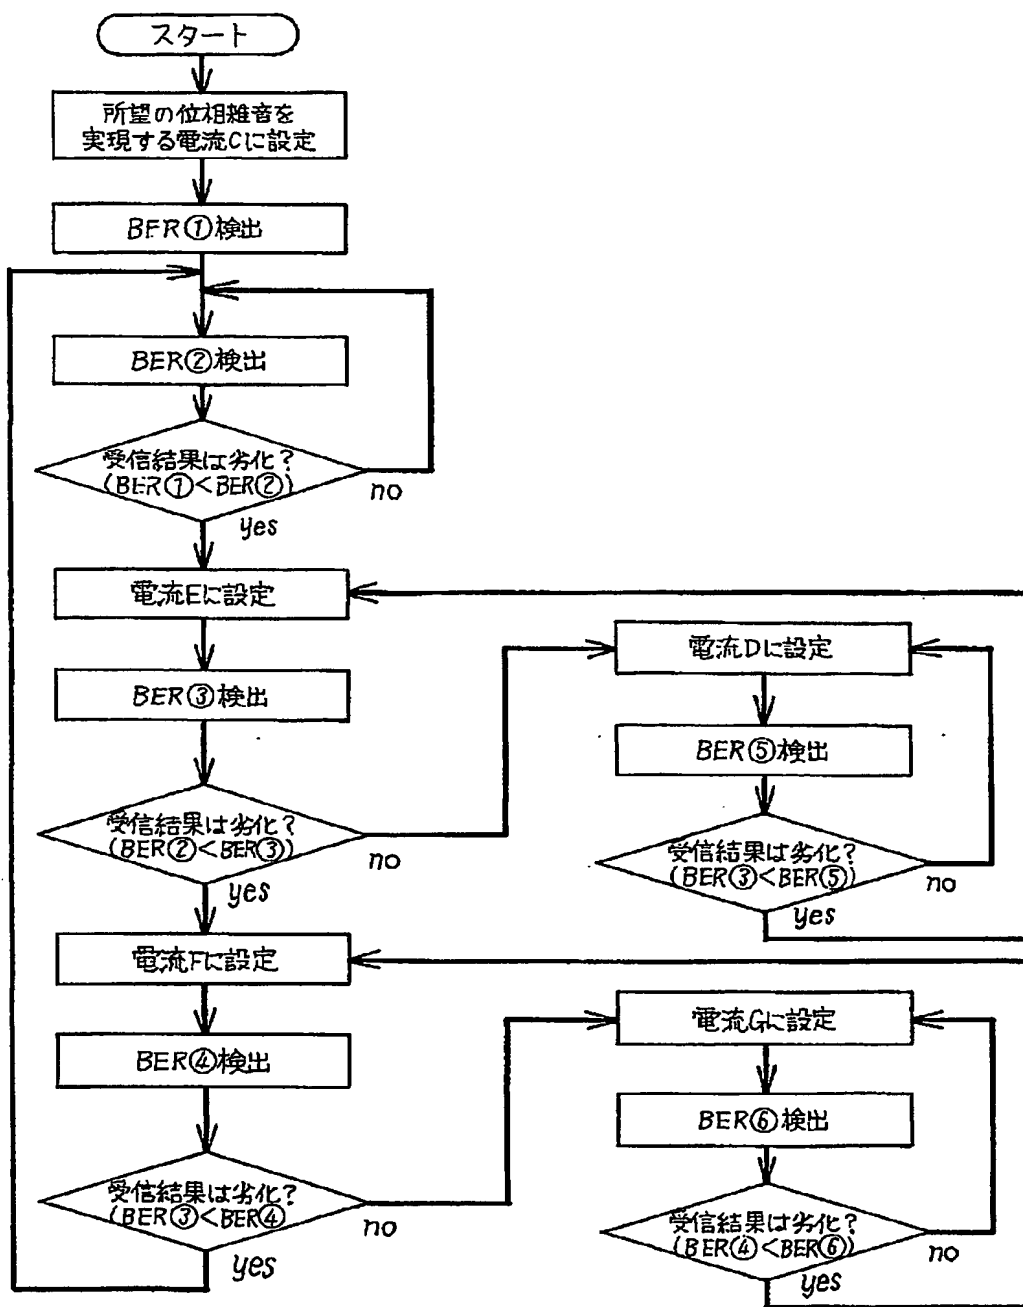 スタート
所望の位相雑音を
実現する電流Cに設定
BER①検出
BER②検出
受信結果は劣化?
(BER①<BER②)
no
yes
電流Eに設定
BER③検出
受信結果は劣化?
(BER②<BER③)
no
yes
電流Dに設定
BER⑤検出
受信結果は劣化?
(BER③<BER⑤)
no
yes
電流Fに設定
BER④検出
受信結果は劣化?
(BER③<BER④
no
yes
電流Gに設定
BER⑥検出
受信結果は劣化?
(BER④<BER⑥)
no
yes